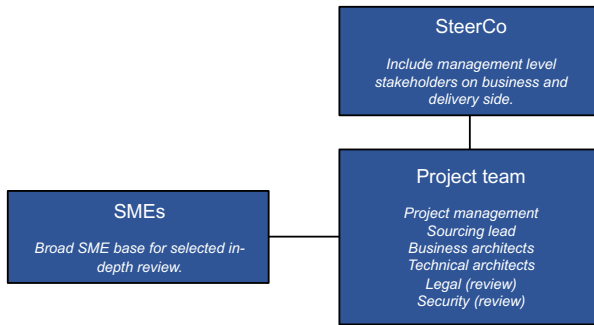 SteerCo
Include management level
stakeholders on business and
delivery side.
Project team
Project management
Sourcing lead
Business architects
Technical architects
Legal (review)
Security (review)
SMEs
Broad SME base for selected in-
depth review.